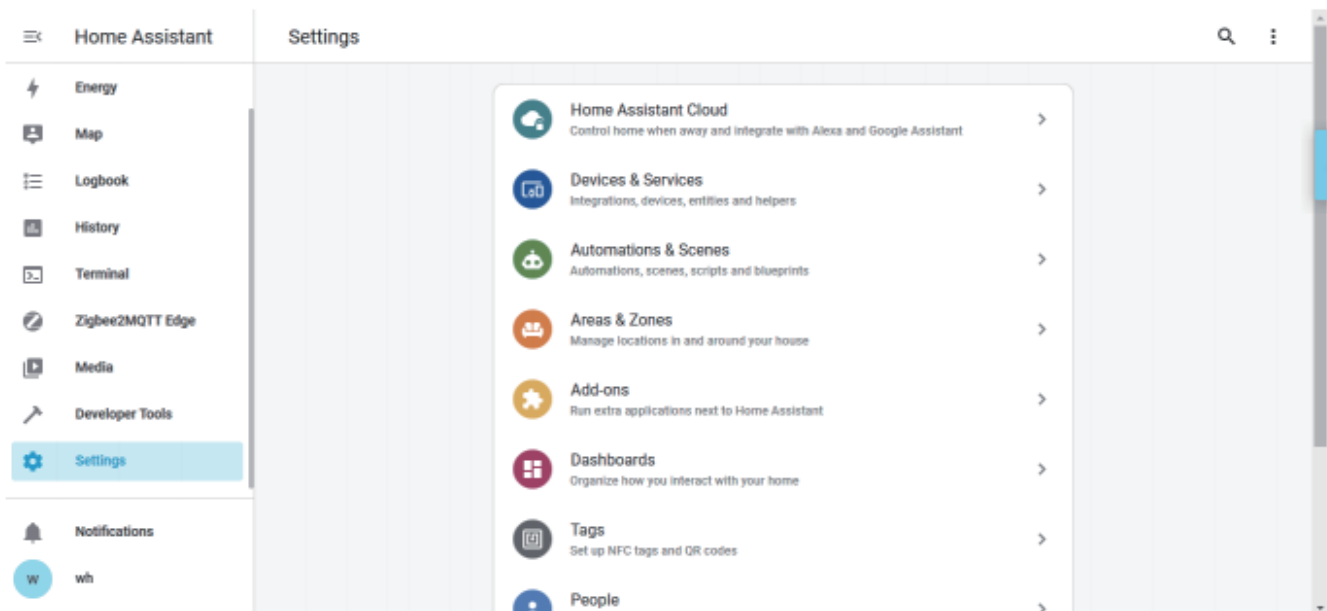 Home Assistant
Settings
Energy
Map
Logbook
History
Terminal
Zigbee2MQTT Edge
Media
Developer Tools
Settings
Notifications
w
wh
Home Assistant Cloud
Control home when away and integrate with Alexa and Google Assistant
Devices & Services
Integrations, devices, entities and helpers
Automations & Scenes
Automations, scenes, scripts and blueprints
Areas & Zones
Manage locations in and around your house
Add-ons
Run extra applications next to Home Assistant
Dashboards
Organize how you interact with your home
Tags
Set up NFC tags and QR codes
People